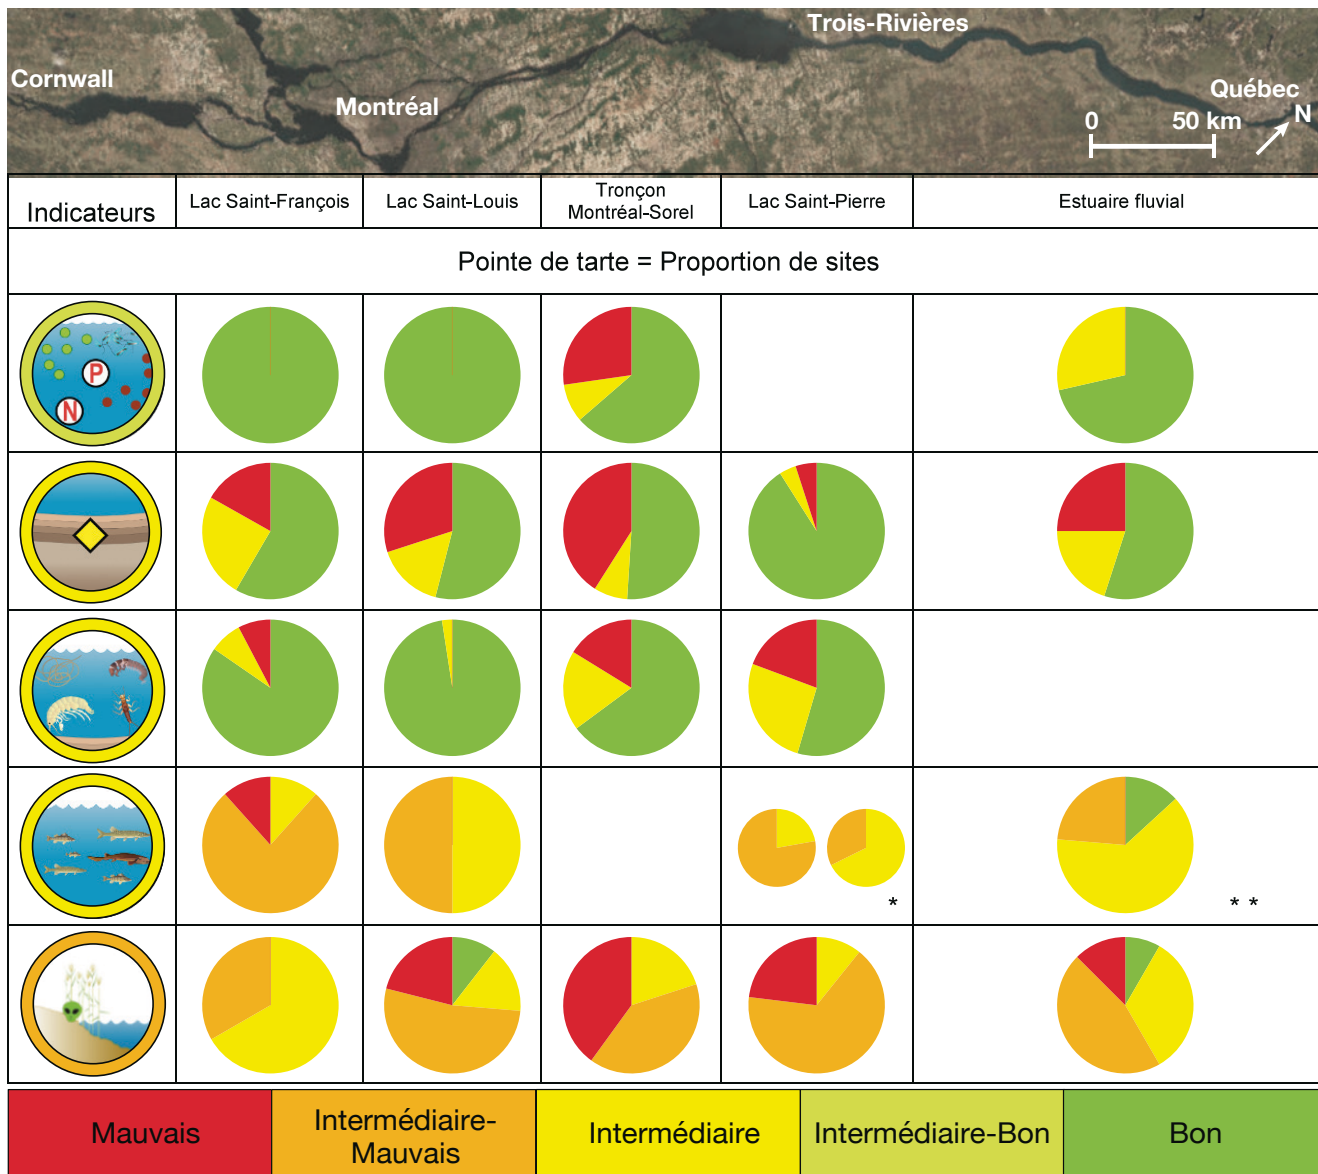 Trois-Rivières
Cornwall
Montréal
Québec
0 50 km
N
Indicateurs
Lac Saint-François
Lac Saint-Louis
Tronçon
Montréal-Sorel
Lac Saint-Pierre
Estuaire fluvial
Pointe de tarte = Proportion de sites
P
N
*
* *
Mauvais
Intermédiaire-
Mauvais
Intermédiaire
Intermédiaire-Bon
Bon